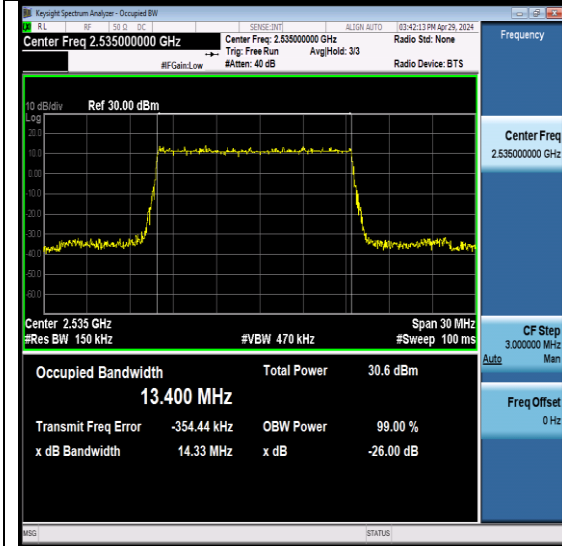 Keysight Spectrum Analyzer - Occupied BW
RL RF 50 Ω DC SENSE:INT ALIGN AUTO 03:42:13 PM Apr 29, 2024
Center Freq 2.535000000 GHz
Center Freq: 2.535000000 GHz Radio Std: None
Trig: Free Run Avg|Hold: 3/3
#IFGain:Low #Atten: 40 dB Radio Device: BTS
Frequency
10 dB/div Ref 30.00 dBm
Log
20.0
10.0
0.00
-10.0
-20.0
-30.0
-40.0
-50.0
-60.0
Center 2.535 GHz Span 30 MHz
#Res BW 150 kHz #VBW 470 kHz #Sweep 100 ms
Center Freq
2.535000000 GHz
CF Step
3.000000 MHz
Auto Man
Freq Offset
0 Hz
Occupied Bandwidth Total Power 30.6 dBm
13.400 MHz
Transmit Freq Error -354.44 kHz OBW Power 99.00 %
x dB Bandwidth 14.33 MHz x dB -26.00 dB
MSG STATUS